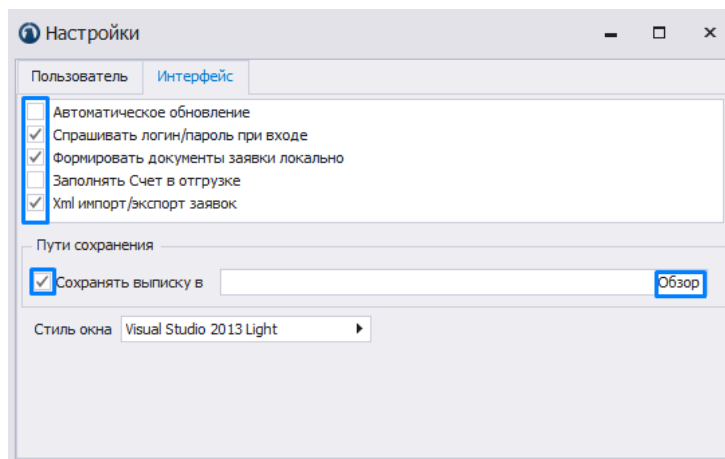 Настройки
Пользователь Интерфейс
Автоматическое обновление
Спрашивать логин/пароль при входе
Формировать документы заявки локально
Заполнять Счет в отгрузке
Xml импорт/экспорт заявок
Пути сохранения
Сохранять выписку в Обзор
Стиль окна Visual Studio 2013 Light